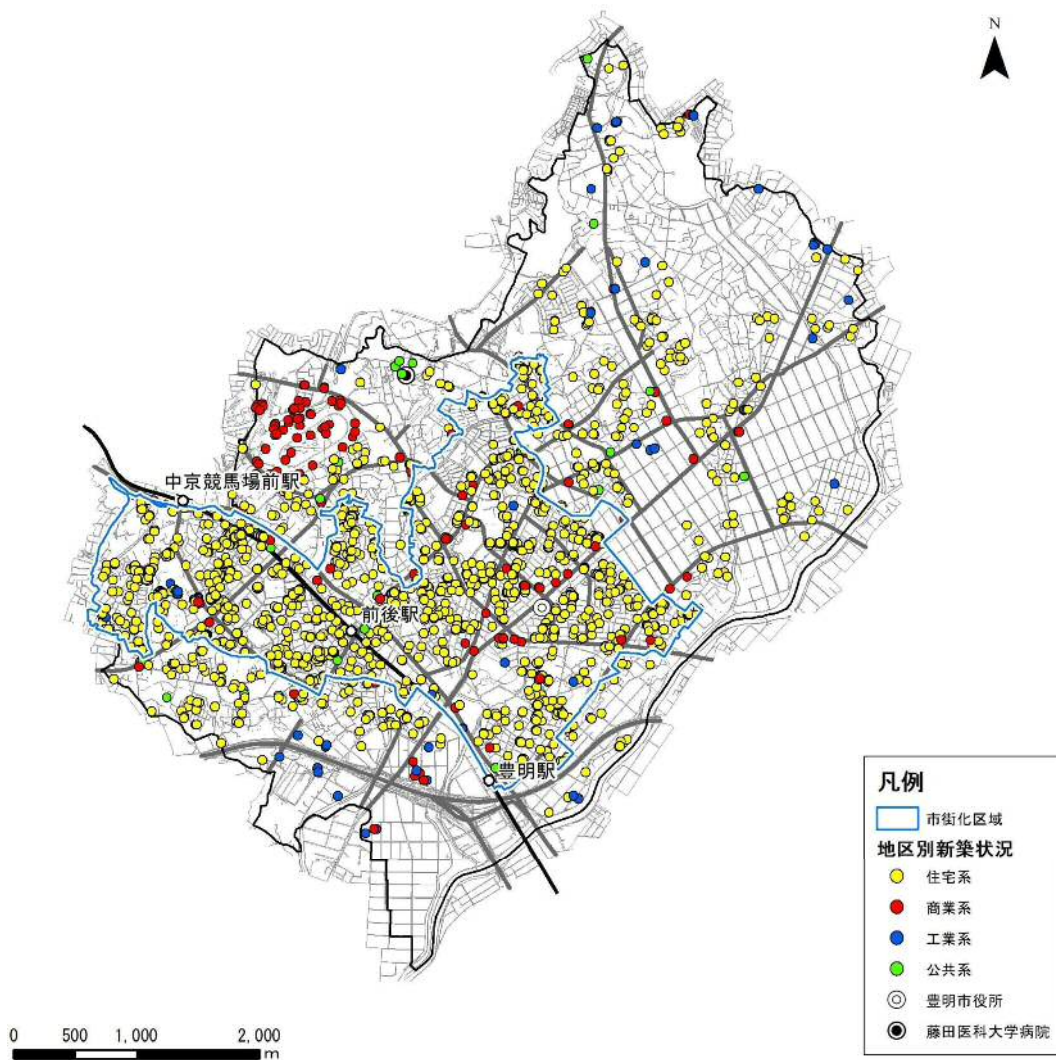 N
中京競馬場前駅
前後駅
豊明駅
凡例
市街化区域
地区別新築状況
住宅系
商業系
工業系
公共系
豊明市役所
藤田医科大学病院
0 500 1,000 2,000
m